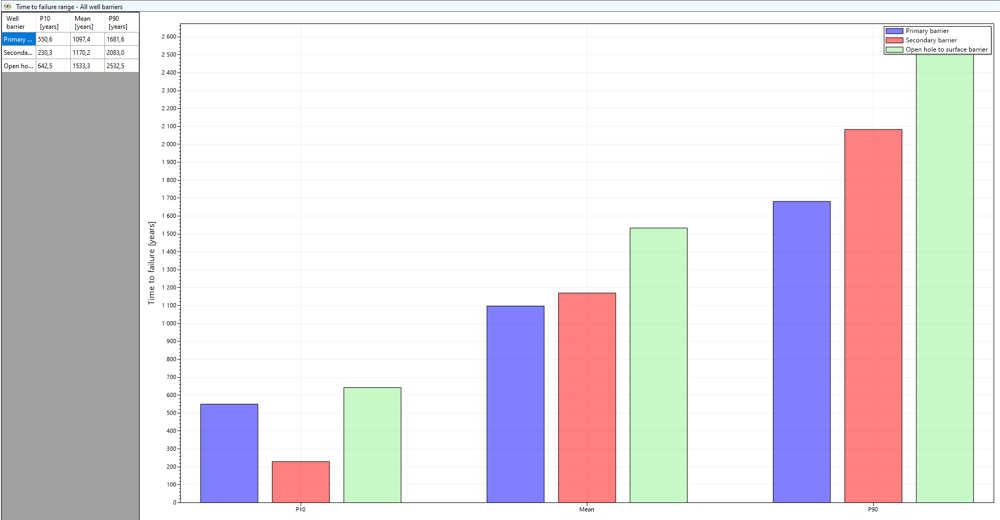 Time to failure range - All well barriers
Well barrier P10 [years] Mean [years] P90 [years]
Primary ... 550,6 1097,4 1681,6
Seconda... 230,3 1170,2 2083,0
Open ho... 642,5 1533,3 2532,5
Time to failure [years]
2 600
2 500
2 400
2 300
2 200
2 100
2 000
1 900
1 800
1 700
1 600
1 500
1 400
1 300
1 200
1 100
1 000
900
800
700
600
500
400
300
200
100
0
Primary barrier
Secondary barrier
Open hole to surface barrier
P10 Mean P90